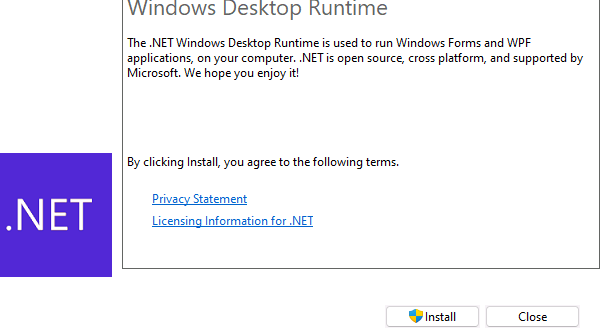 Windows Desktop Runtime
The .NET Windows Desktop Runtime is used to run Windows Forms and WPF
applications, on your computer. .NET is open source, cross platform, and supported by
Microsoft. We hope you enjoy it!
By clicking Install, you agree to the following terms.
Privacy Statement
Licensing Information for .NET
.NET
Install
Close